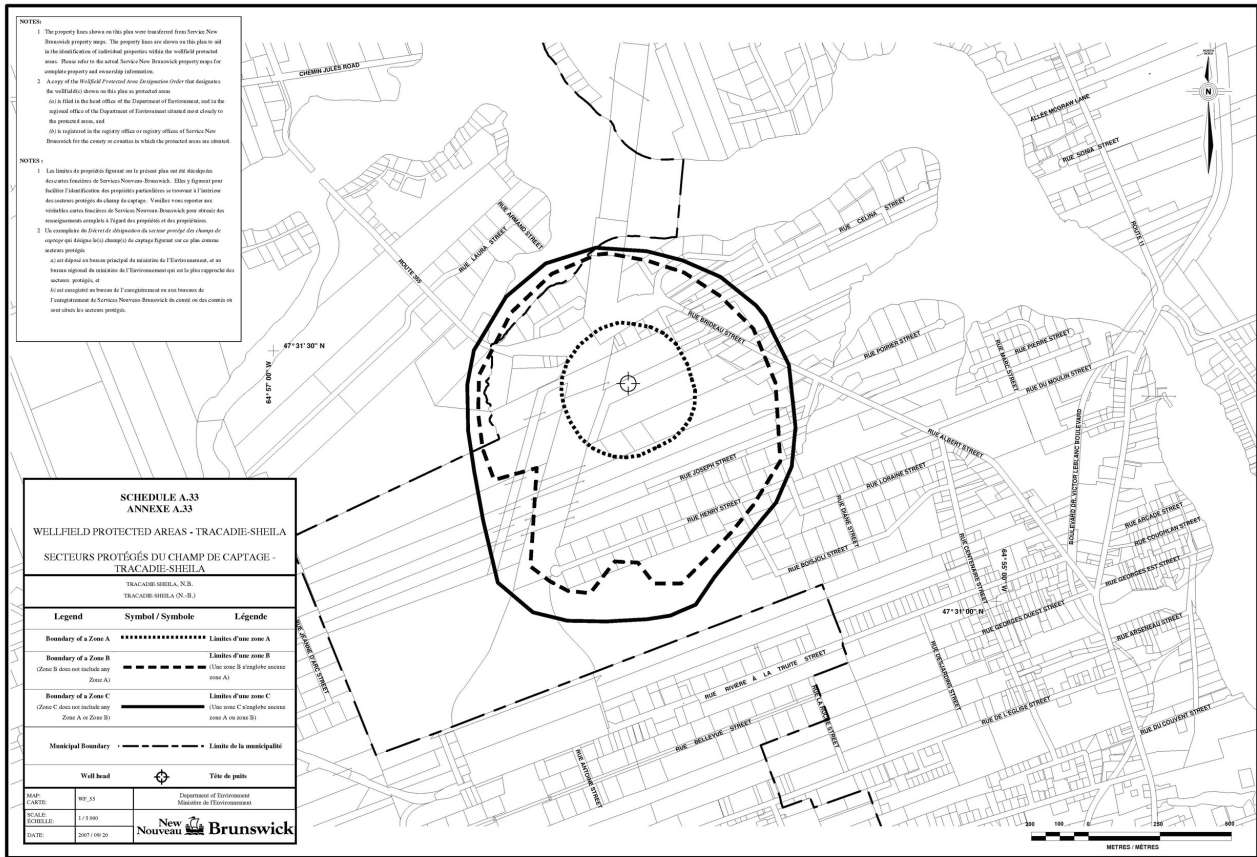 NOTES:
1 The property lines shown on this plan were transferred from Service New
Brunswick property maps. The property lines are shown on this plan to aid
in the identification of individual properties within the wellfield protected
areas. Please refer to the actual Service New Brunswick property maps for
complete property and ownership information.
2 A copy of the Wellfield Protected Area Designation Order that designates
the wellfield(s) shown on this plan as protected areas
(a) is filed in the head office of the Department of Environment, and in the
regional office of the Department of Environment situated most closely to
the protected areas, and
(b) is registered in the registry office or registry offices of Service New
Brunswick for the county or counties in which the protected areas are situated.
NOTES :
1 Les limites de propriétés figurant sur le présent plan ont été décalquées
des cartes foncières de Services Nouveau-Brunswick. Elles y figurent pour
faciliter l'identification des propriétés particulières se trouvant à l'intérieur
des secteurs protégés du champ de captage. Veuillez vous reporter aux
véritables cartes foncières de Services Nouveau-Brunswick pour obtenir des
renseignements complets à l'égard des propriétés et des propriétaires.
2 Un exemplaire du Décret de désignation du secteur protégé des champs de
captage qui désigne le(s) champ(s) de captage figurant sur ce plan comme
secteurs protégés
a) est déposé au bureau principal du ministère de l'Environnement, et au
bureau régional du ministère de l'Environnement qui est le plus rapproché des
secteurs protégés, et
b) est enregistré au bureau de l'enregistrement ou aux bureaux de
l'enregistrement de Services Nouveau-Brunswick du comté ou des comtés où
sont situés les secteurs protégés.
CHEMIN JULES ROAD
ALLÉE MCGRAW LANE
RUE SONIA STREET
ROUTE 11
N
RUE ARMAND STREET
RUE LAURA STREET
ROUTE 365
RUE CÉLINA STREET
RUE BRIDEAU STREET
RUE POIRIER STREET
RUE MARC STREET
RUE PIERRE STREET
RUE DU MOULIN STREET
47° 31' 30" N
64° 57' 00" W
RUE ALBERT STREET
BOULEVARD DR. VICTOR LEBLANC BOULEVARD
RUE JOSEPH STREET
RUE LORAINE STREET
RUE HENRY STREET
RUE DIANE STREET
RUE BOISJOLI STREET
RUE CENTENAIRE STREET
RUE ARCADE STREET
RUE COUGHLAN STREET
RUE GEORGES EST STREET
64° 55' 00" W
47° 31' 00" N
RUE GEORGES OUEST STREET
RUE ARSENEAU STREET
RUE DESJARDINS STREET
RUE DE L'ÉGLISE STREET
RUE DU COUVENT STREET
RUE RIVIÈRE À LA TRUITE STREET
RUE LA ROCHE STREET
RUE BELLEVUE STREET
RUE ANTOINE STREET
RUE JEANNE D'ARC STREET
SCHEDULE A.33
ANNEXE A.33
WELLFIELD PROTECTED AREAS - TRACADIE-SHEILA
SECTEURS PROTÉGÉS DU CHAMP DE CAPTAGE -
TRACADIE-SHEILA
TRACADIE-SHEILA, N.B.
TRACADIE-SHEILA (N.-B.)
Legend Symbol / Symbole Légende
Boundary of a Zone A Limites d'une zone A
Boundary of a Zone B Limites d'une zone B
(Zone B does not include any (Une zone B n'englobe aucune
Zone A) zone A)
Boundary of a Zone C Limites d'une zone C
(Zone C does not include any (Une zone C n'englobe aucune
Zone A or Zone B) zone A ou zone B)
Municipal Boundary Limite de la municipalité
Well head Tête de puits
MAP: WF_33
CARTE:
SCALE: 1 / 5 000
ÉCHELLE:
DATE: 2007 / 09/ 20
Department of Environment
Ministère de l'Environnement
New
Nouveau Brunswick
200 100 0 250 500
METRES / MÈTRES